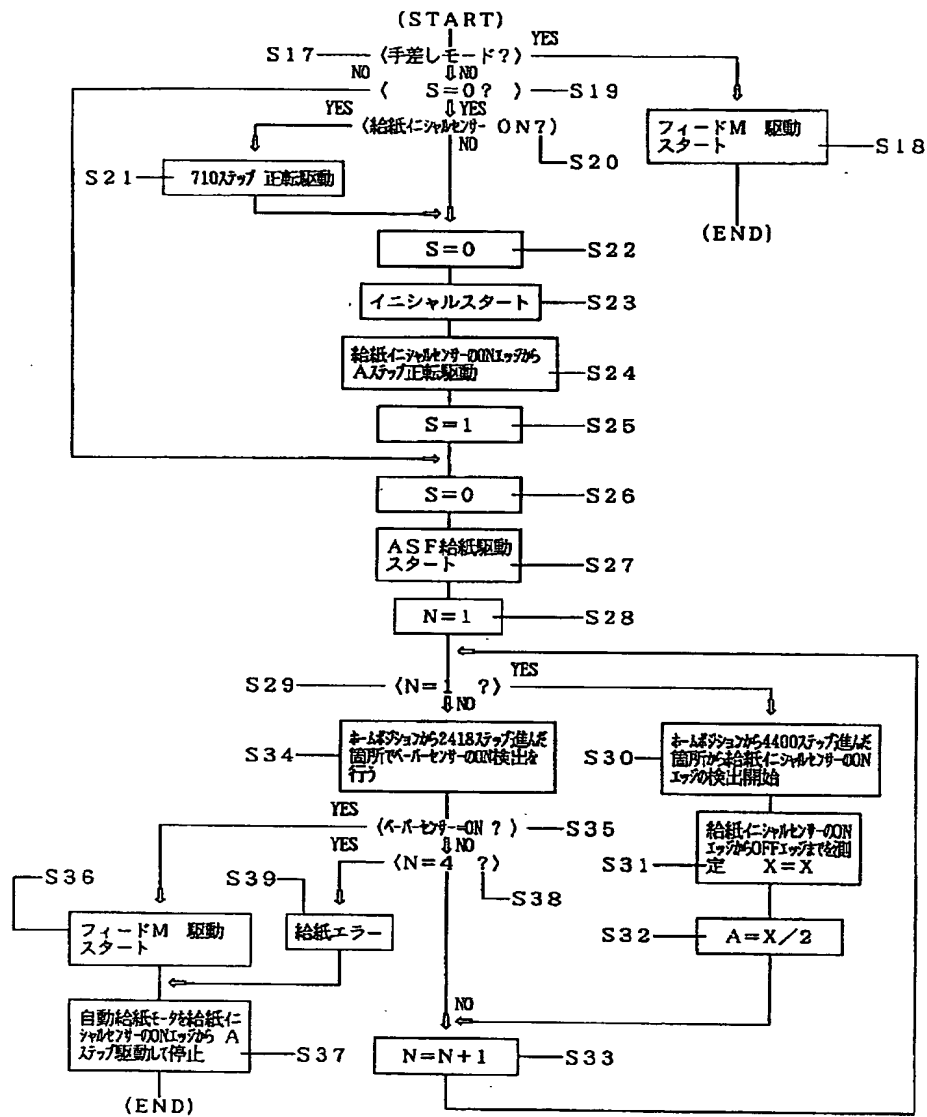 (START)
S17
〈手差しモード?〉
YES
NO
NO
〈 S=0? 〉
S19
YES
YES
〈給紙イニシャルセンサー ON?〉
NO
S20
フィードM 駆動
スタート
S18
(END)
S21
710ステップ 正転駆動
S=0
S22
イニシャルスタート
S23
給紙イニシャルセンサーのONエッジから
Aステップ正転駆動
S24
S=1
S25
S=0
S26
ASF給紙駆動
スタート
S27
N=1
S28
S29
〈N=1 ?〉
YES
NO
S34
ホームポジションから2418ステップ進んだ
箇所でペーパーセンサーのON検出を
行う
S30
ホームポジションから4400ステップ進んだ
箇所から給紙イニシャルセンサーのON
エッジの検出開始
YES
〈ペーパーセンサー=ON ?〉
S35
YES
NO
〈N=4 ?〉
S38
S31
給紙イニシャルセンサーのON
エッジからOFFエッジまでを測
定 X=X
S36
S39
フィードM 駆動
スタート
給紙エラー
S32
A=X/2
NO
自動給紙モータを給紙イニ
シャルセンサーのONエッジから A
ステップ駆動して停止
S37
N=N+1
S33
(END)